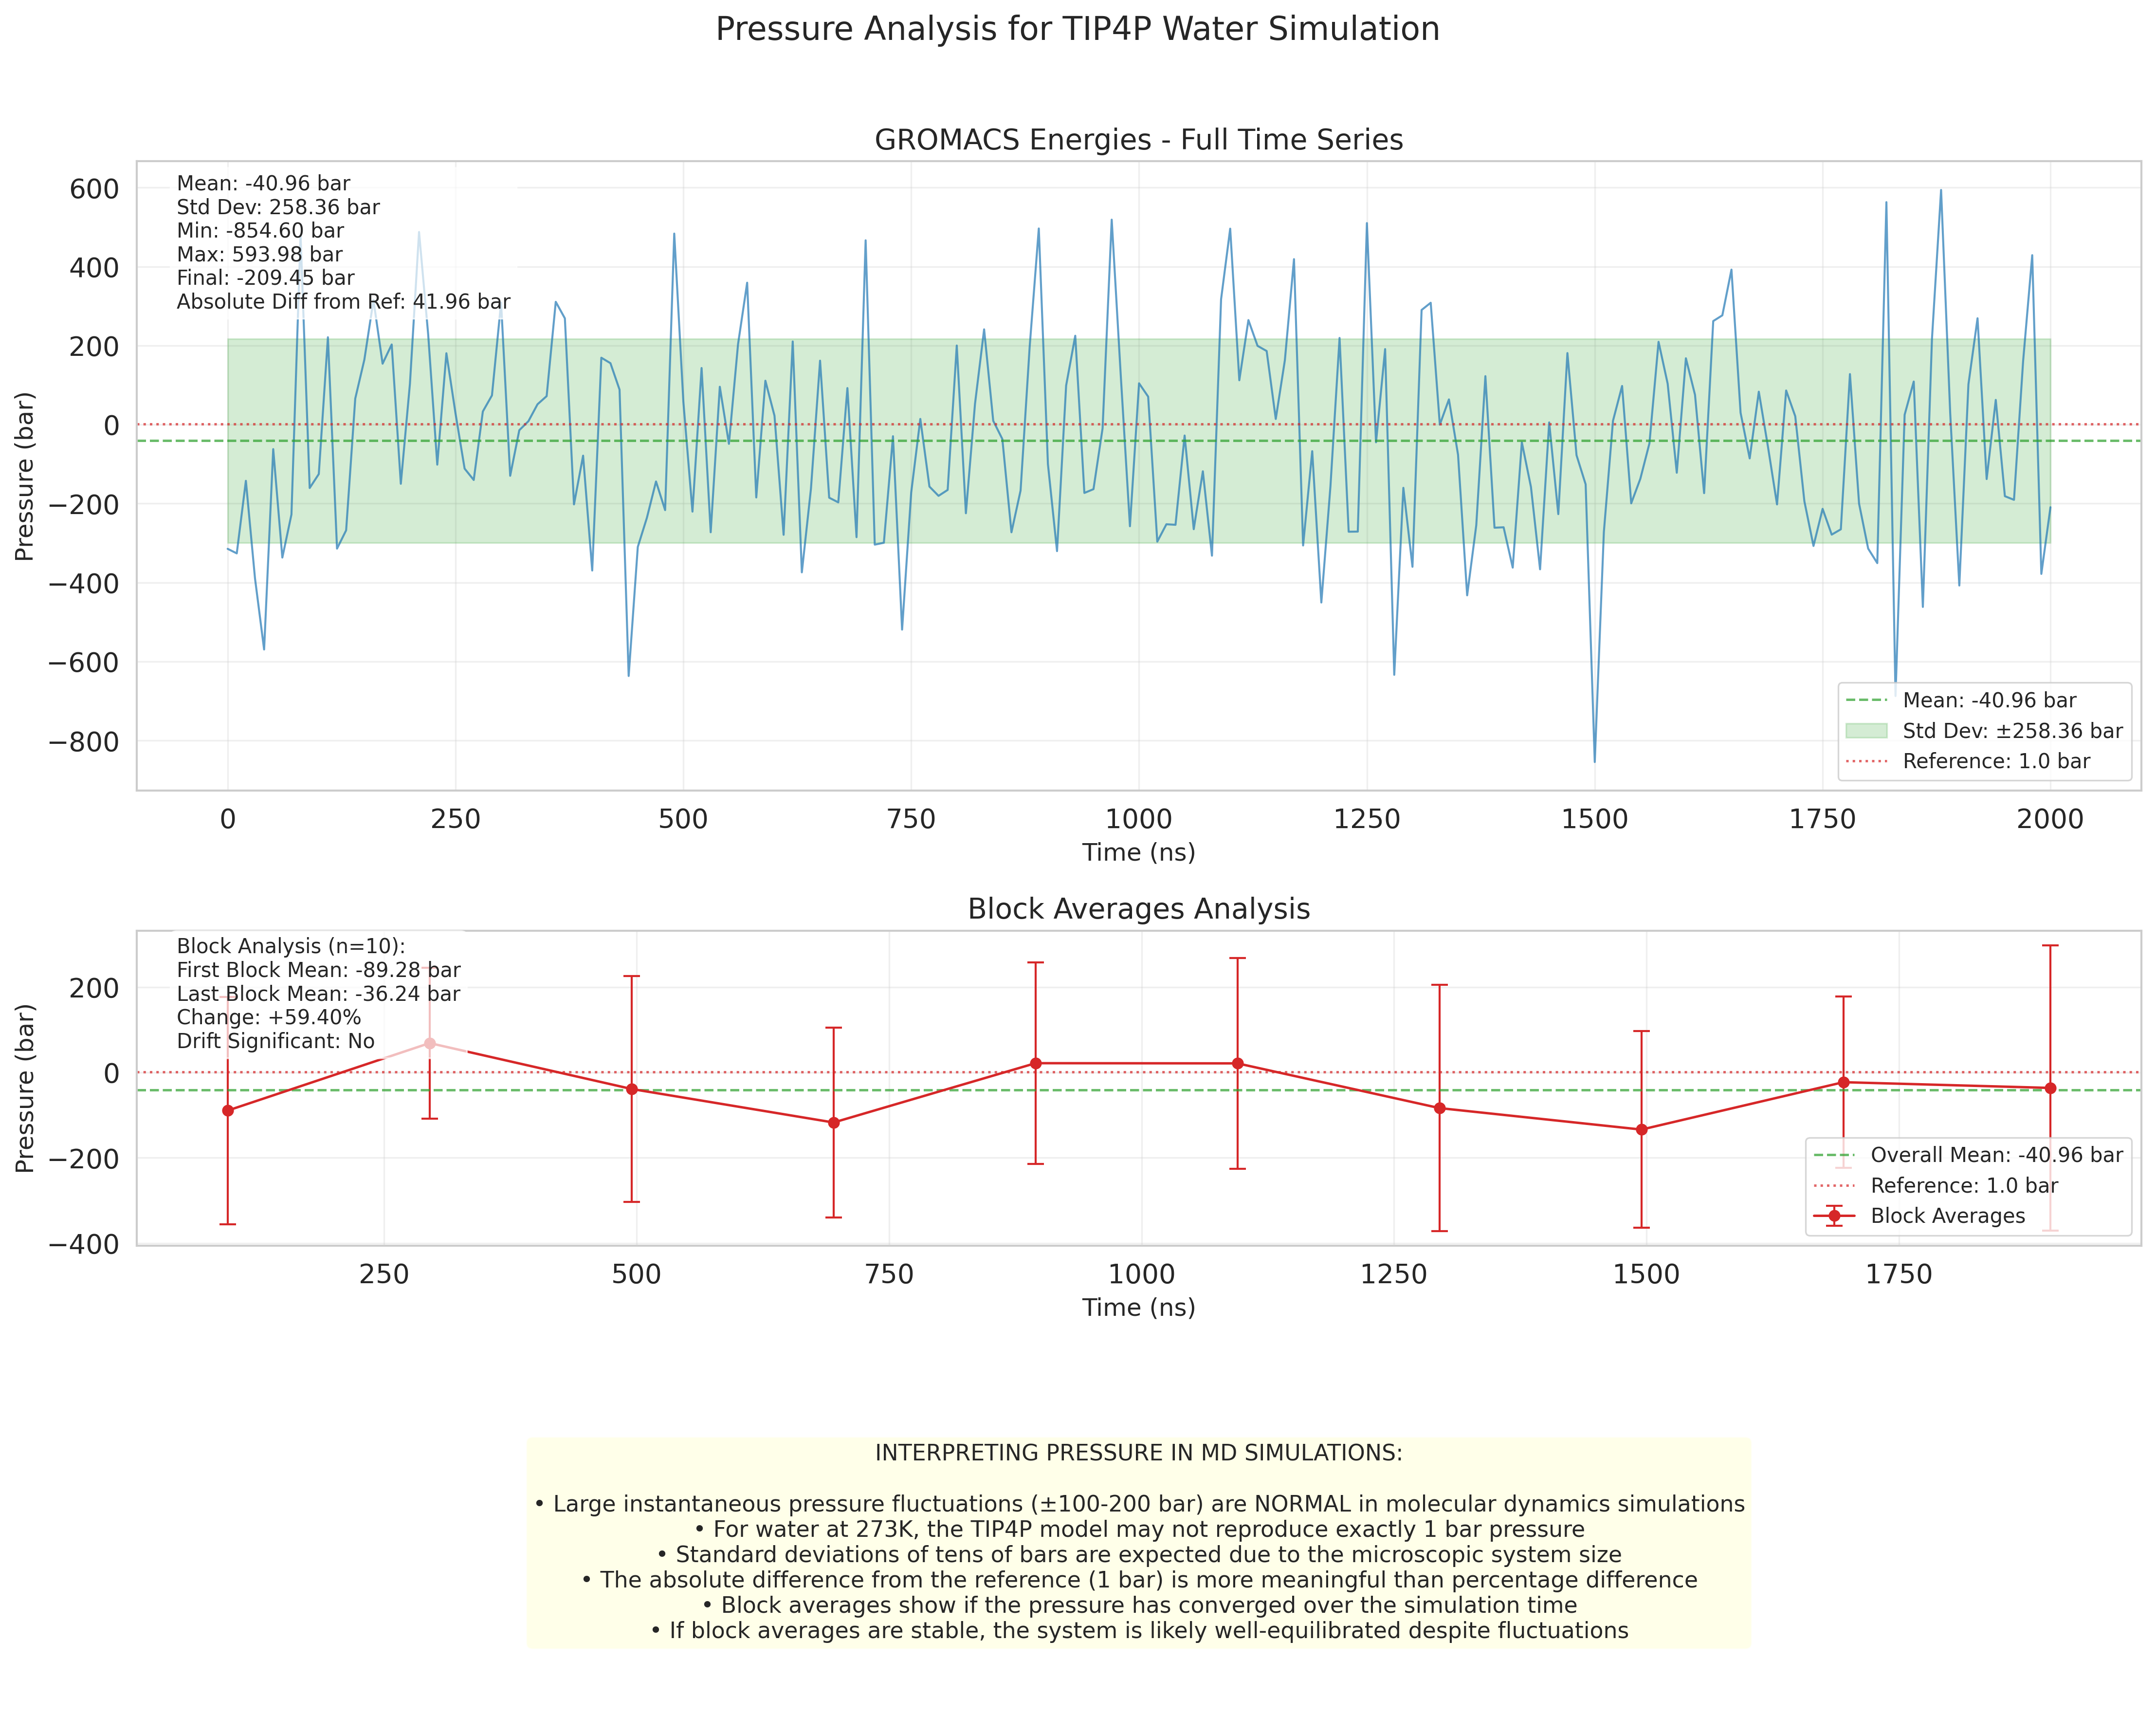 Pressure Analysis for TIP4P Water Simulation
GROMACS Energies - Full Time Series
Mean: -40.96 bar
Std Dev: 258.36 bar
Min: -854.60 bar
Max: 593.98 bar
Final: -209.45 bar
Absolute Diff from Ref: 41.96 bar
Pressure (bar)
600
400
200
0
−200
−400
−600
−800
Mean: -40.96 bar
Std Dev: ±258.36 bar
Reference: 1.0 bar
0 250 500 750 1000 1250 1500 1750 2000
Time (ns)
Block Averages Analysis
Block Analysis (n=10):
First Block Mean: -89.28 bar
Last Block Mean: -36.24 bar
Change: +59.40%
Drift Significant: No
Pressure (bar)
200
0
−200
−400
Overall Mean: -40.96 bar
Reference: 1.0 bar
Block Averages
250 500 750 1000 1250 1500 1750
Time (ns)
INTERPRETING PRESSURE IN MD SIMULATIONS:
• Large instantaneous pressure fluctuations (±100-200 bar) are NORMAL in molecular dynamics simulations
• For water at 273K, the TIP4P model may not reproduce exactly 1 bar pressure
• Standard deviations of tens of bars are expected due to the microscopic system size
• The absolute difference from the reference (1 bar) is more meaningful than percentage difference
• Block averages show if the pressure has converged over the simulation time
• If block averages are stable, the system is likely well-equilibrated despite fluctuations